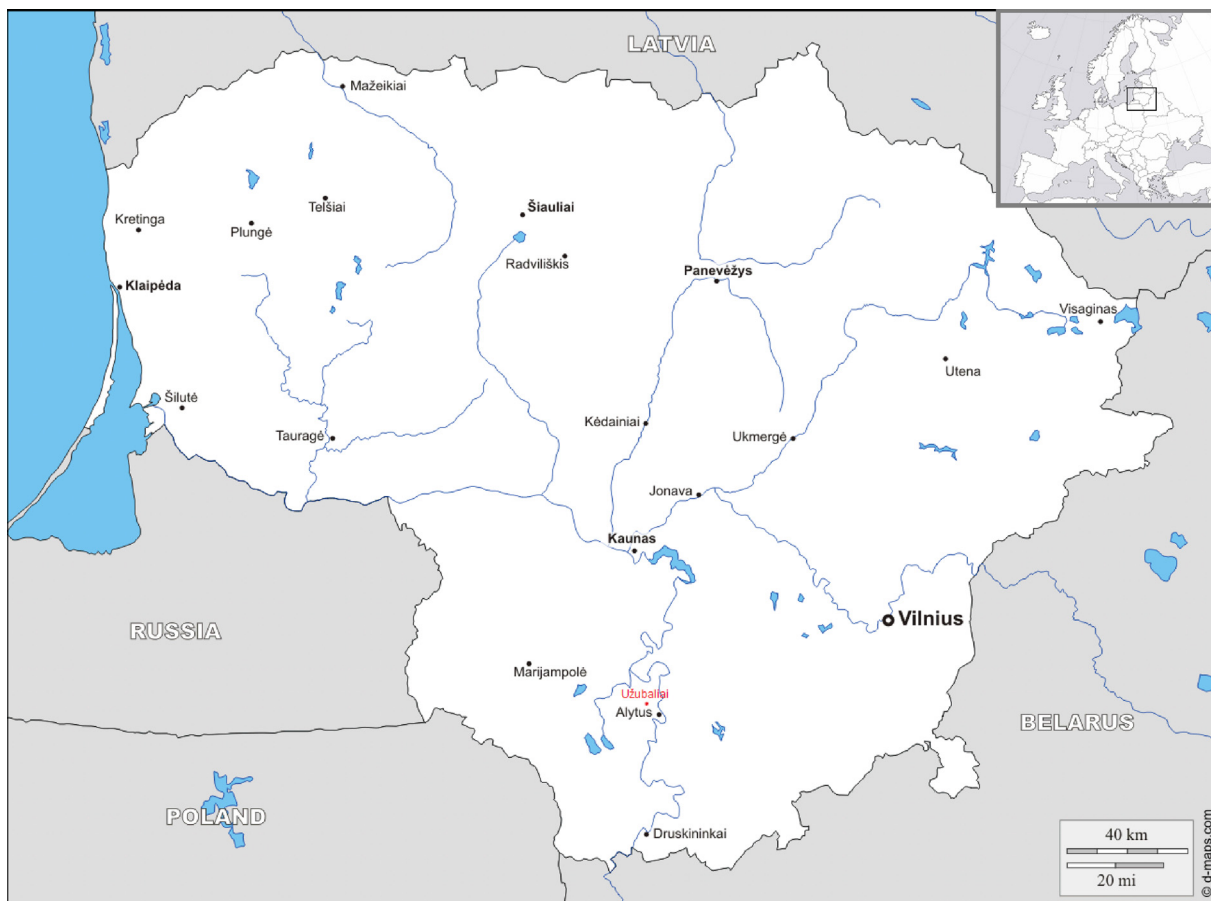 LATVIA
Mažeikiai
Telšiai
Šiauliai
Kretinga
Plungė
Radviliškis
Panevėžys
Klaipėda
Visaginas
Utena
Šilutė
Kėdainiai
Tauragė
Ukmergė
Jonava
Kaunas
Vilnius
RUSSIA
Marijampolė
Užubaliai
Alytus
BELARUS
POLAND
Druskininkai
40 km
20 mi
© d-maps.com